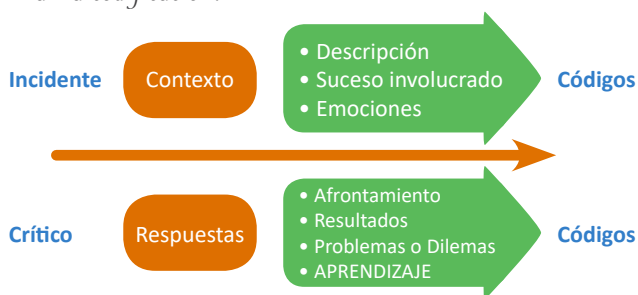 Incidente
Contexto
• Descripción
• Suceso involucrado
• Emociones
Códigos
Crítico
Respuestas
• Afrontamiento
• Resultados
• Problemas o Dilemas
• APRENDIZAJE
Códigos